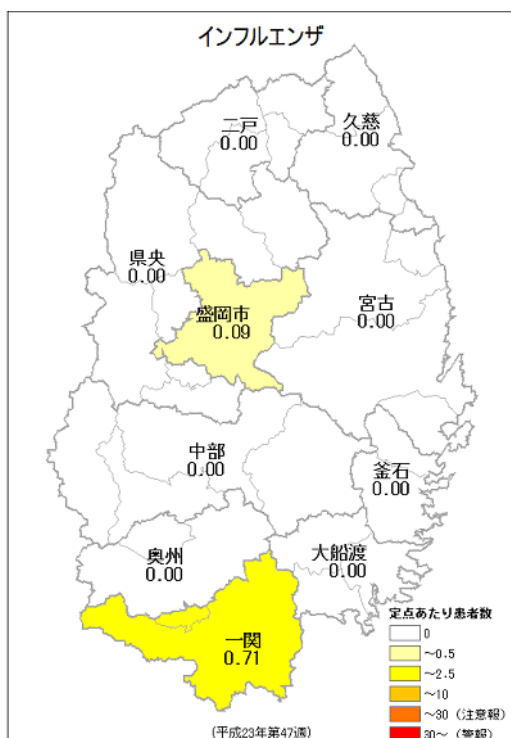 インフルエンザ
二戸
0.00
久慈
0.00
県央
0.00
盛岡市
0.09
宮古
0.00
中部
0.00
釜石
0.00
奥州
0.00
大船渡
0.00
一関
0.71
定点あたり患者数
0
～0.5
～2.5
～10
～30 (注意報)
30～ (警報)
(平成23年第47週)